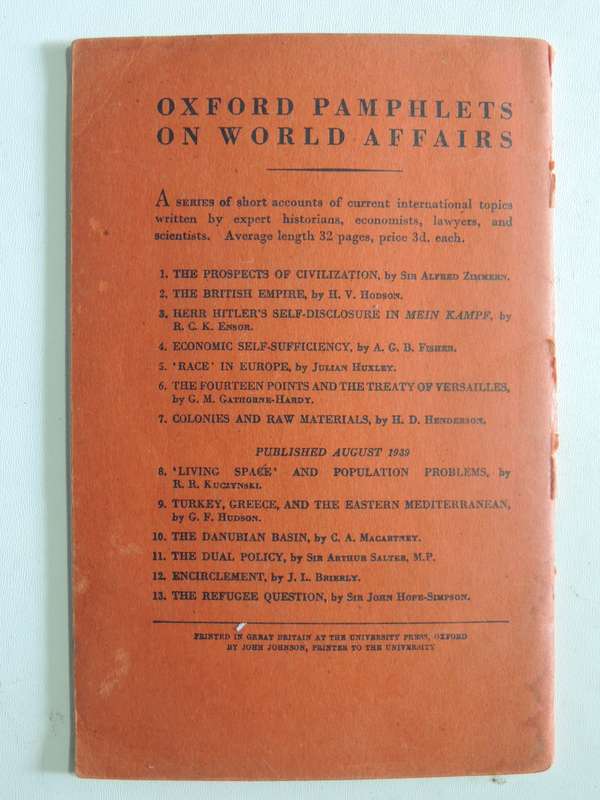 OXFORD PAMPHLETS
ON WORLD AFFAIRS
A SERIES of short accounts of current international topics
written by expert historians, economists, lawyers, and
scientists. Average length 32 pages, price 3d. each.
1. THE PROSPECTS OF CIVILIZATION, by SIR ALFRED ZIMMERN.
2. THE BRITISH EMPIRE, by H. V. HODSON.
3. HERR HITLER'S SELF-DISCLOSURE IN MEIN KAMPF, by
R. C. K. ENSOR.
4. ECONOMIC SELF-SUFFICIENCY, by A. G. B. FISHER.
5. 'RACE' IN EUROPE, by JULIAN HUXLEY.
6. THE FOURTEEN POINTS AND THE TREATY OF VERSAILLES,
by G. M. GATHORNE-HARDY.
7. COLONIES AND RAW MATERIALS, by H. D. HENDERSON.
PUBLISHED AUGUST 1939
8. 'LIVING SPACE' AND POPULATION PROBLEMS, by
R. R. KUCZYNSKI.
9. TURKEY, GREECE, AND THE EASTERN MEDITERRANEAN,
by G. F. HUDSON.
10. THE DANUBIAN BASIN, by C. A. MACARTNEY.
11. THE DUAL POLICY, by SIR ARTHUR SALTER, M.P.
12. ENCIRCLEMENT, by J. L. BRIERLY.
13. THE REFUGEE QUESTION, by SIR JOHN HOPE-SIMPSON.
PRINTED IN GREAT BRITAIN AT THE UNIVERSITY PRESS, OXFORD
BY JOHN JOHNSON, PRINTER TO THE UNIVERSITY